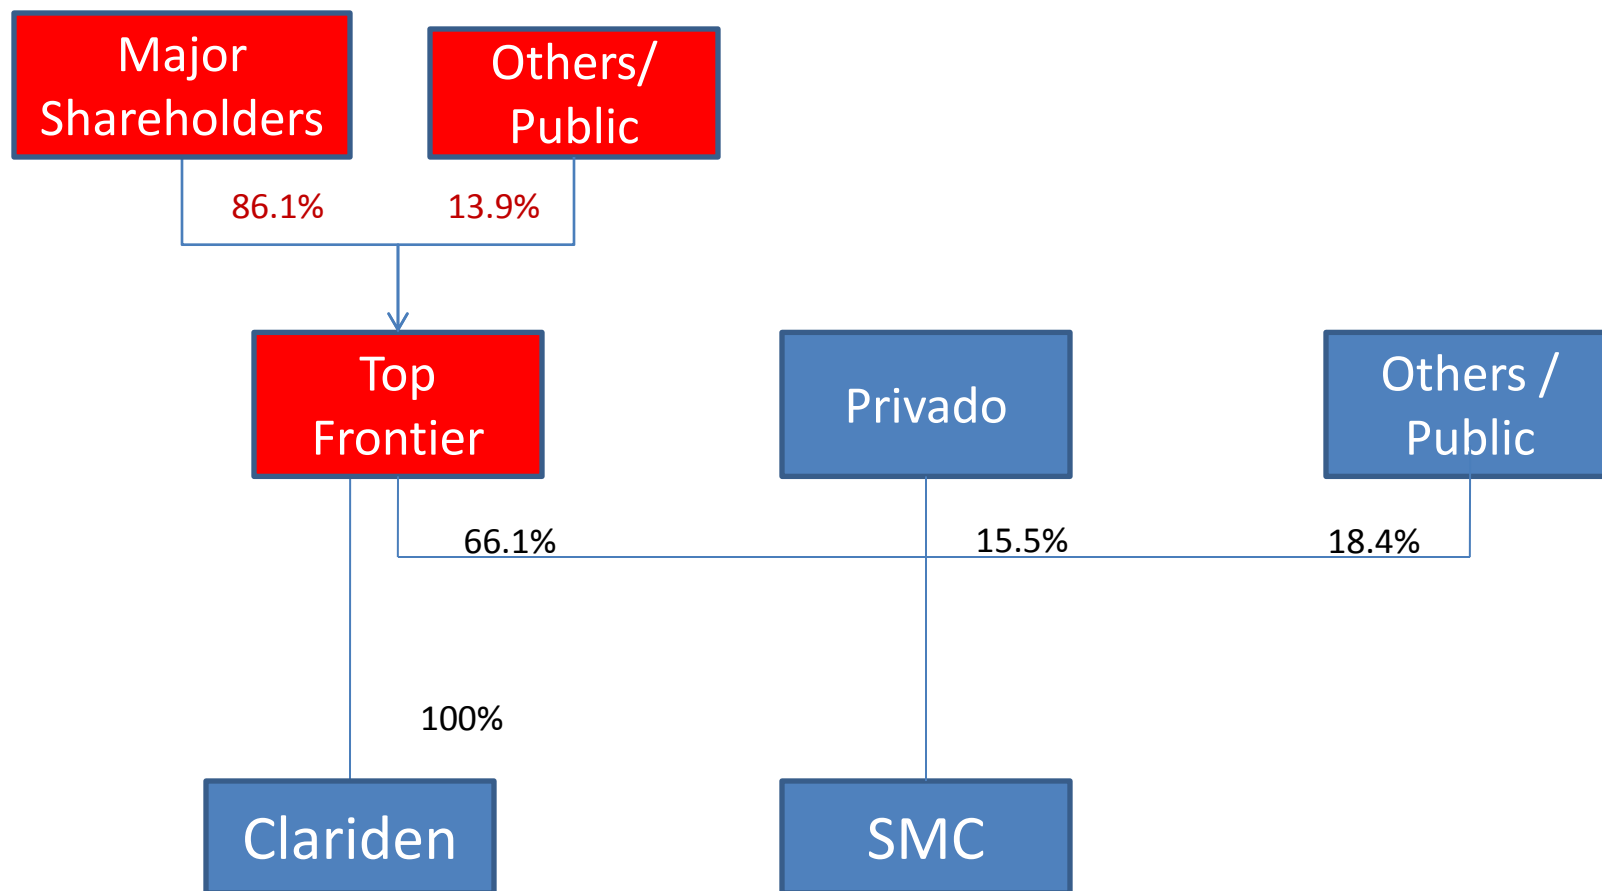 Major
Shareholders
Others/
Public
86.1%
13.9%
Top
Frontier
Privado
Others /
Public
66.1%
15.5%
18.4%
100%
Clariden
SMC